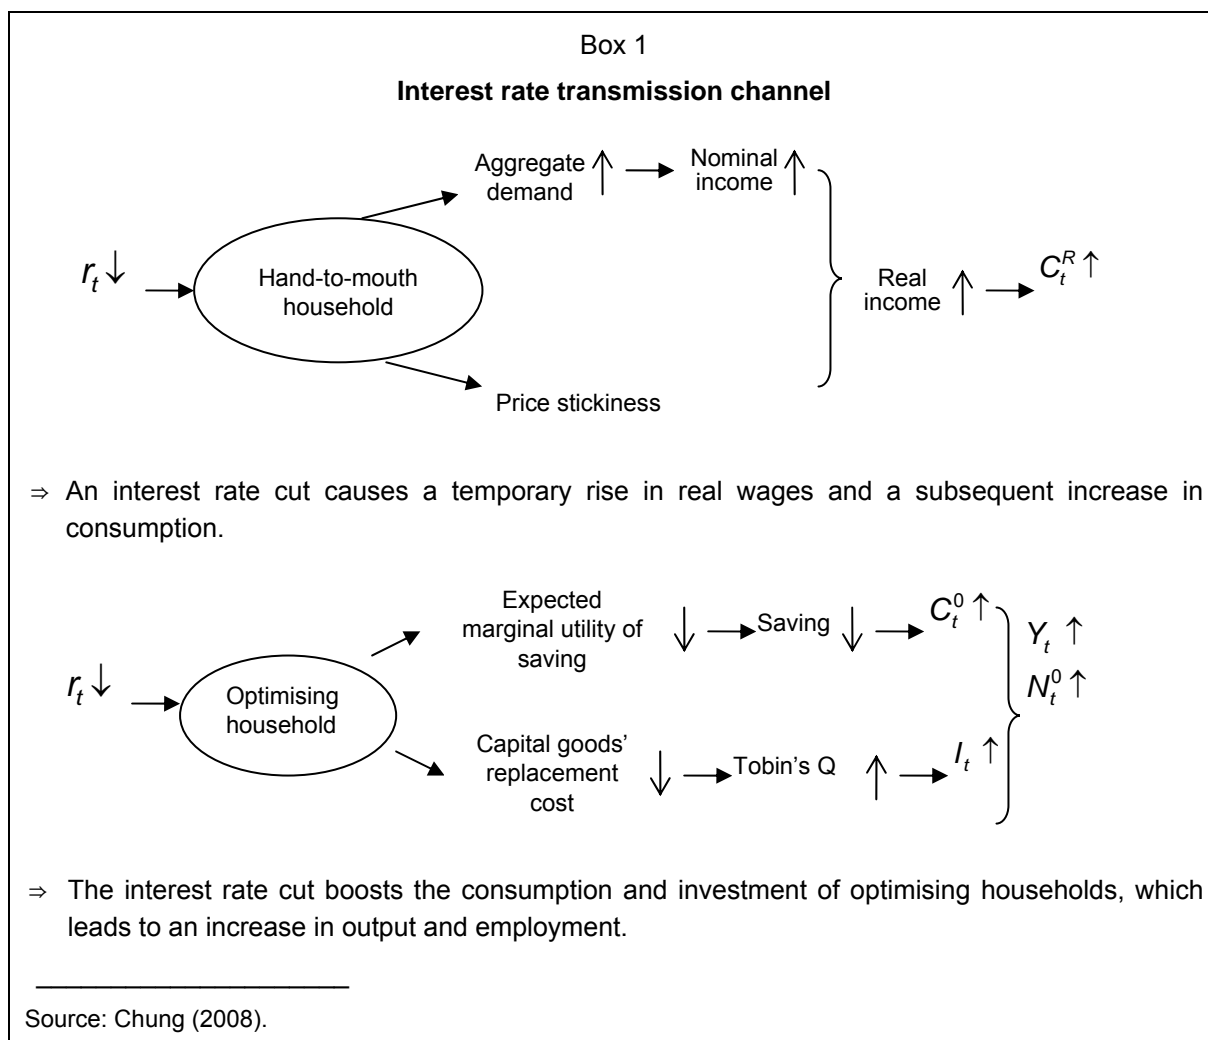 Box 1
Interest rate transmission channel
Aggregate
demand ↑
Nominal
income ↑
r_t ↓
Hand-to-mouth
household
Real
income ↑
C_t^R ↑
Price stickiness
⇒ An interest rate cut causes a temporary rise in real wages and a subsequent increase in
consumption.
Expected
marginal utility of
saving ↓
Saving ↓
C_t^0 ↑
Y_t ↑
N_t^0 ↑
r_t ↓
Optimising
household
Capital goods'
replacement
cost ↓
Tobin's Q ↑
I_t ↑
⇒ The interest rate cut boosts the consumption and investment of optimising households, which
leads to an increase in output and employment.
Source: Chung (2008).